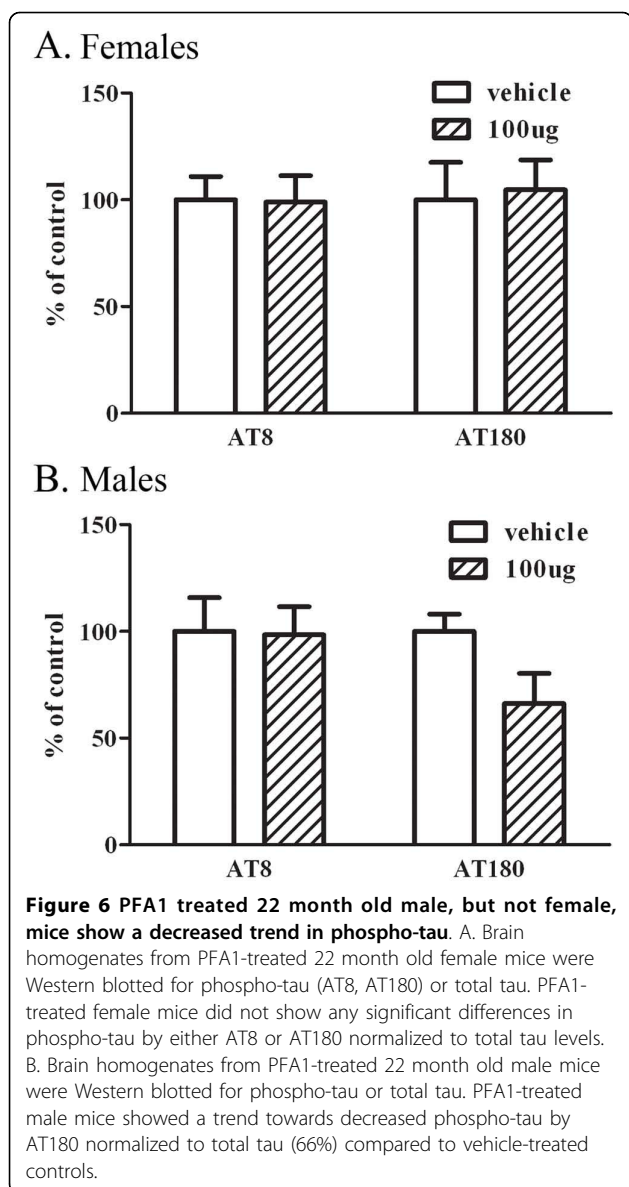 A. Females
150
vehicle
100ug
100
% of control
50
0
AT8 AT180
B. Males
150
vehicle
100ug
100
% of control
50
0
AT8 AT180
Figure 6 PFA1 treated 22 month old male, but not female,
mice show a decreased trend in phospho-tau. A. Brain
homogenates from PFA1-treated 22 month old female mice were
Western blotted for phospho-tau (AT8, AT180) or total tau. PFA1-
treated female mice did not show any significant differences in
phospho-tau by either AT8 or AT180 normalized to total tau levels.
B. Brain homogenates from PFA1-treated 22 month old male mice
were Western blotted for phospho-tau or total tau. PFA1-treated
male mice showed a trend towards decreased phospho-tau by
AT180 normalized to total tau (66%) compared to vehicle-treated
controls.